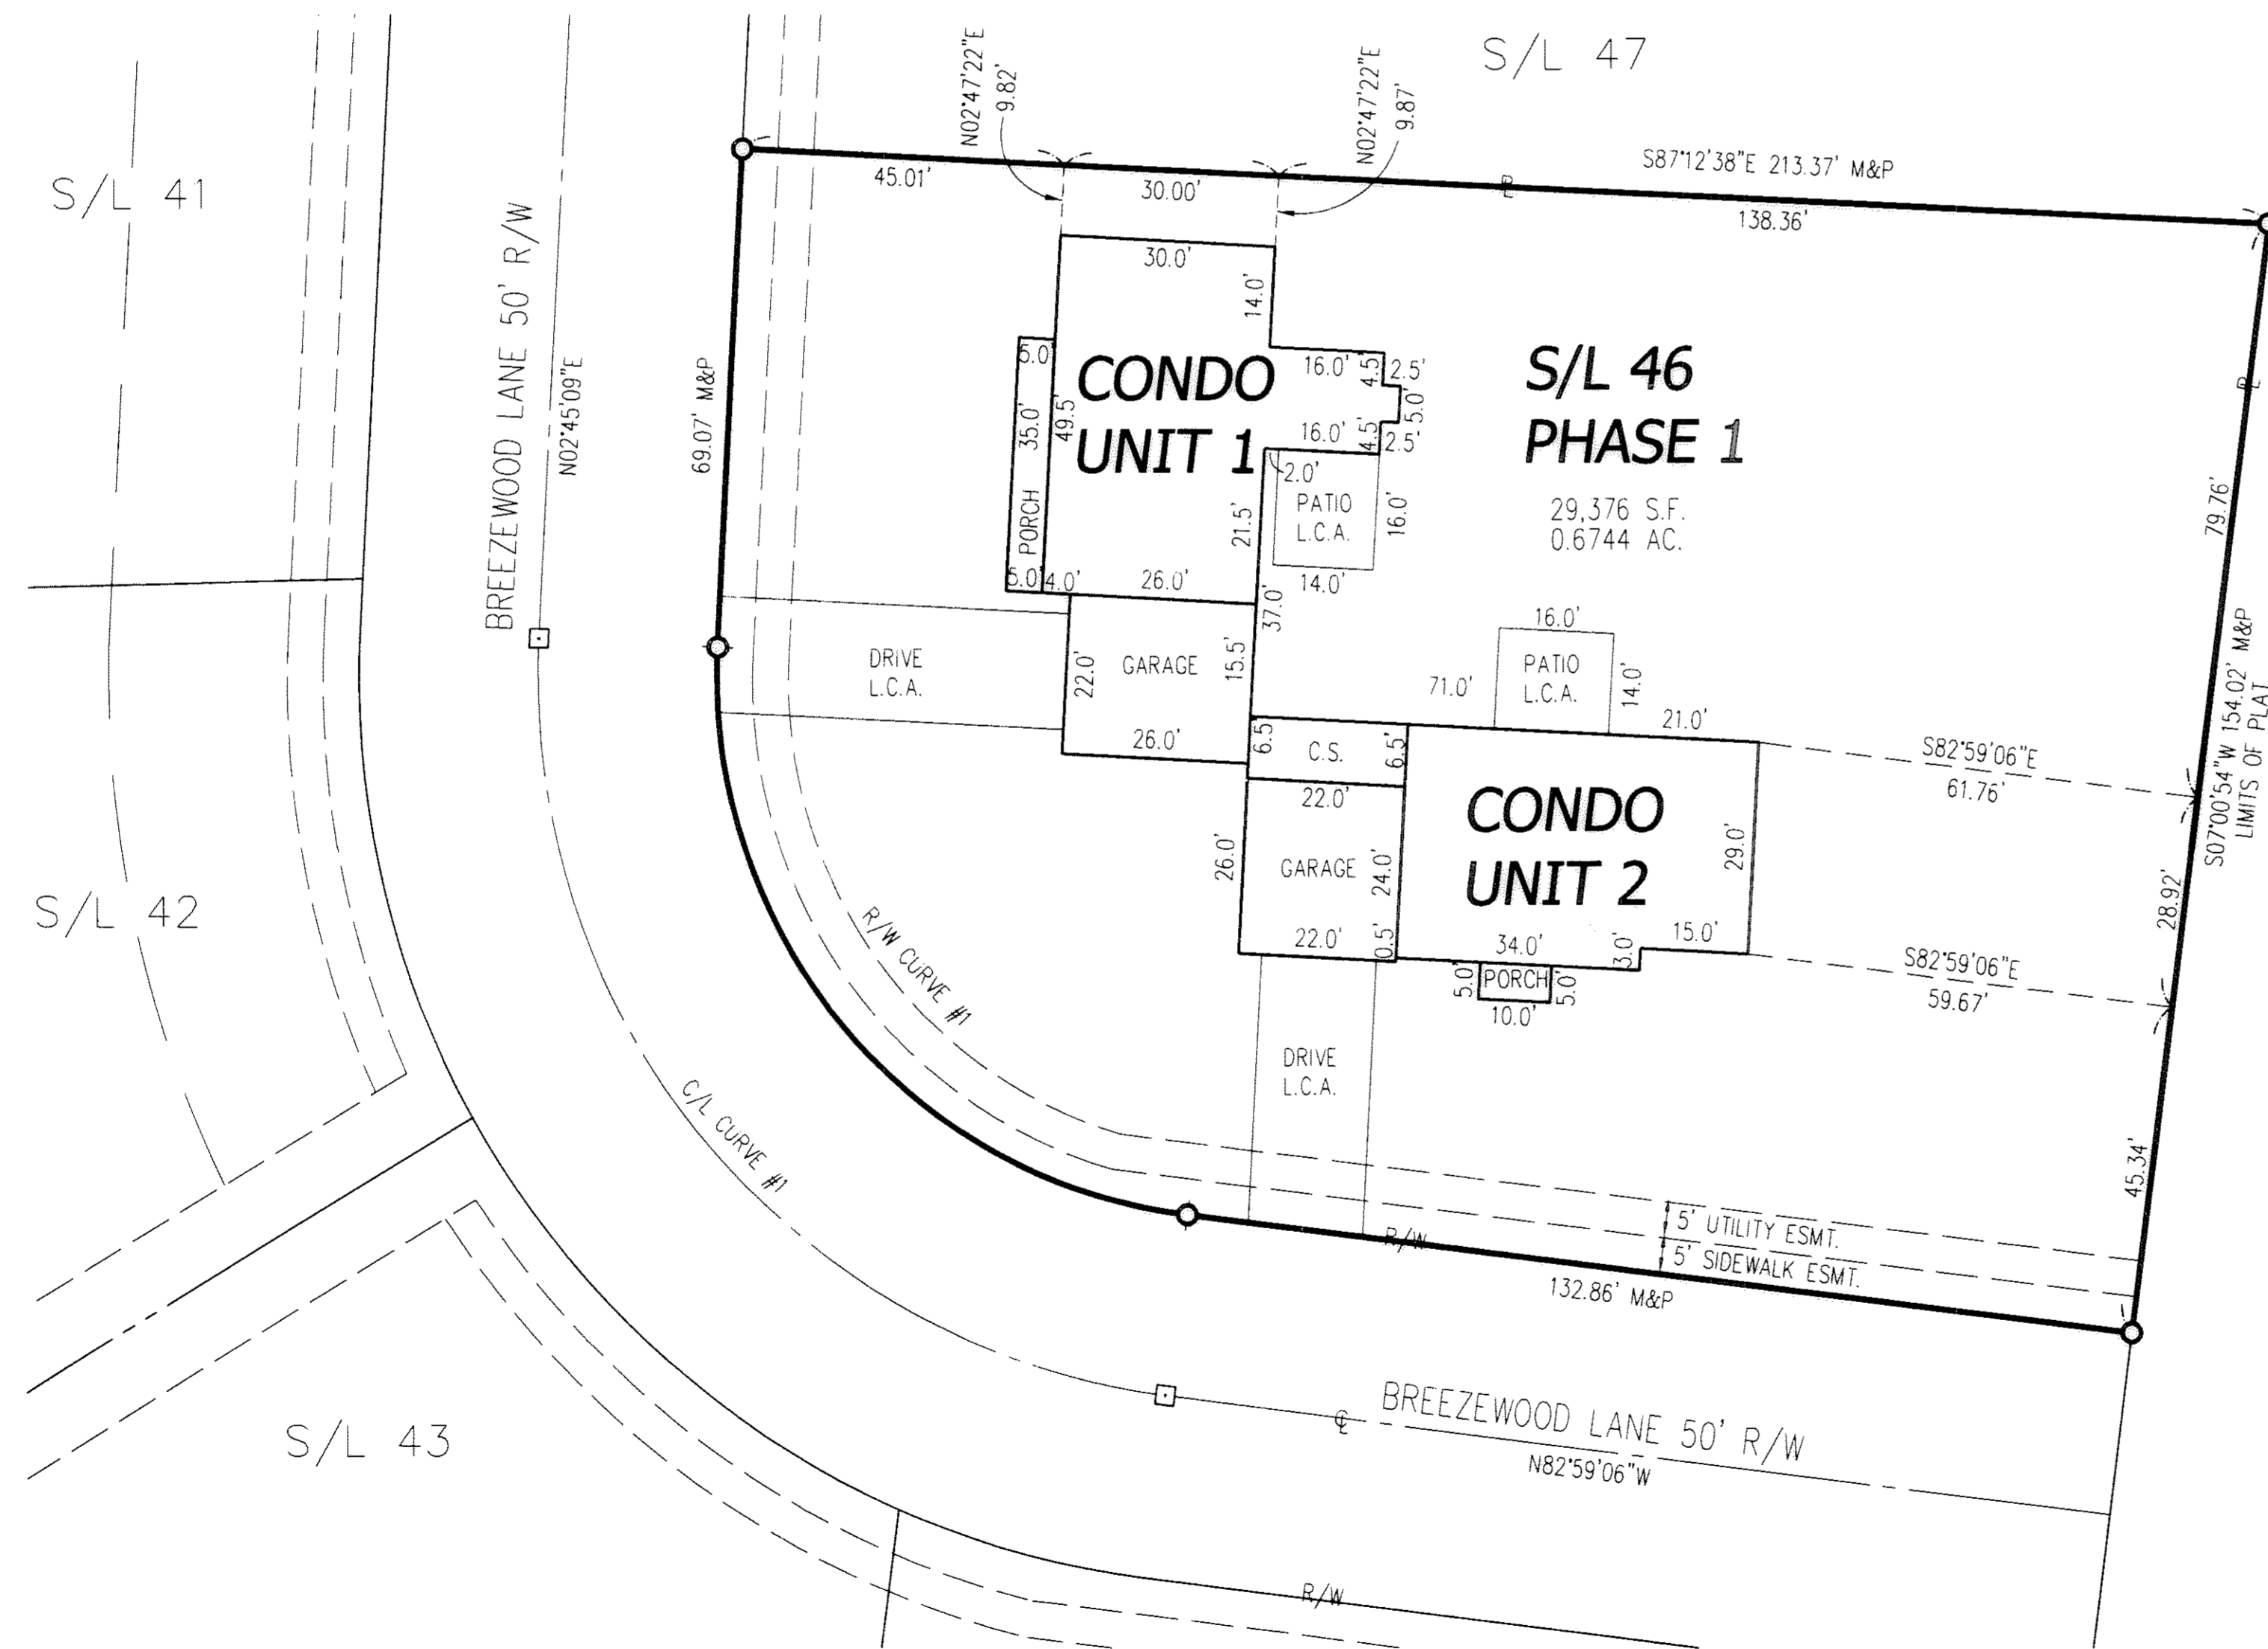 S/L 47
N02°47'22"E
9.82'
N02°47'22"E
9.87'
S87°12'38"E 213.37' M&P
45.01'
30.00'
138.36'
S/L 41
BREEZEWOOD LANE 50' R/W
N02°45'09"E
69.07' M&P
30.0'
14.0'
5.0'
CONDO
UNIT 1
16.0'
4.5'
2.5'
5.0'
16.0'
4.5'
2.5'
35.0'
49.5'
PORCH
2.0'
PATIO
L.C.A.
16.0'
14.0'
21.5'
37.0'
5.0'
4.0'
26.0'
S/L 46
PHASE 1
29,376 S.F.
0.6744 AC.
PL
PL
79.76'
S07°00'54"W 154.02' M&P
LIMITS OF PLAT
DRIVE
L.C.A.
22.0'
GARAGE
15.5'
26.0'
16.0'
PATIO
L.C.A.
14.0'
71.0'
21.0'
6.5'
C.S.
6.5'
22.0'
S82°59'06"E
61.76'
CONDO
UNIT 2
26.0'
GARAGE
24.0'
29.0'
28.92'
22.0'
0.5'
34.0'
3.0'
15.0'
5.0'
PORCH
5.0'
10.0'
S82°59'06"E
59.67'
S/L 42
R/W CURVE #1
C/L CURVE #1
DRIVE
L.C.A.
45.34'
5' UTILITY ESMT.
5' SIDEWALK ESMT.
R/W
132.86' M&P
S/L 43
CL
BREEZEWOOD LANE 50' R/W
N82°59'06"W
R/W